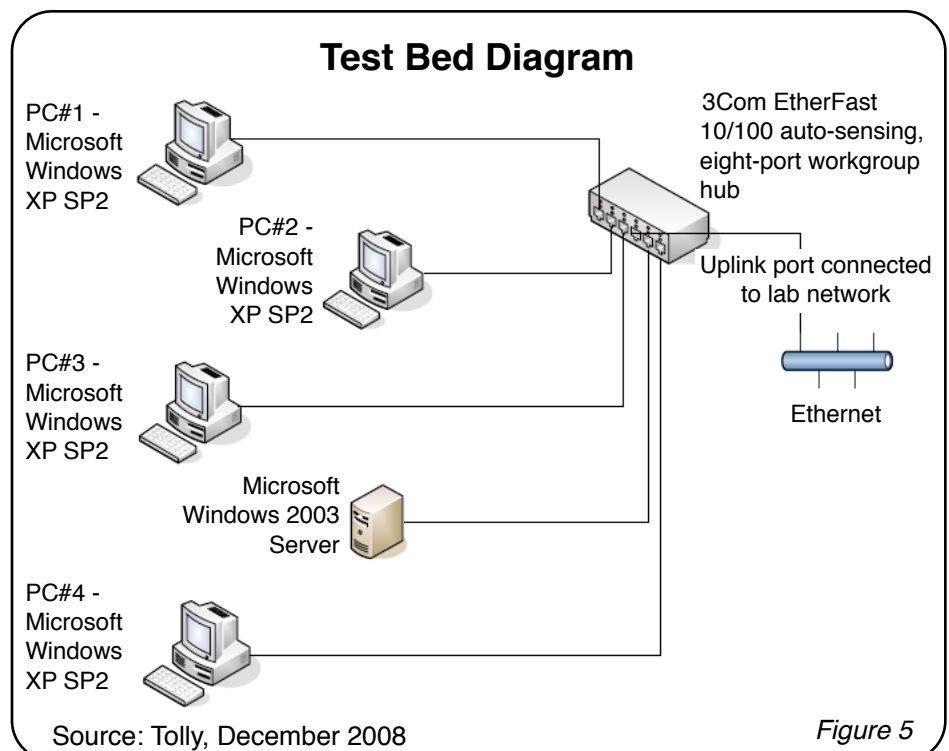 Test Bed Diagram
PC#1 -
Microsoft
Windows
XP SP2
3Com EtherFast
10/100 auto-sensing,
eight-port workgroup
hub
PC#2 -
Microsoft
Windows
XP SP2
Uplink port connected
to lab network
PC#3 -
Microsoft
Windows
XP SP2
Ethernet
Microsoft
Windows 2003
Server
PC#4 -
Microsoft
Windows
XP SP2
Source: Tolly, December 2008
Figure 5